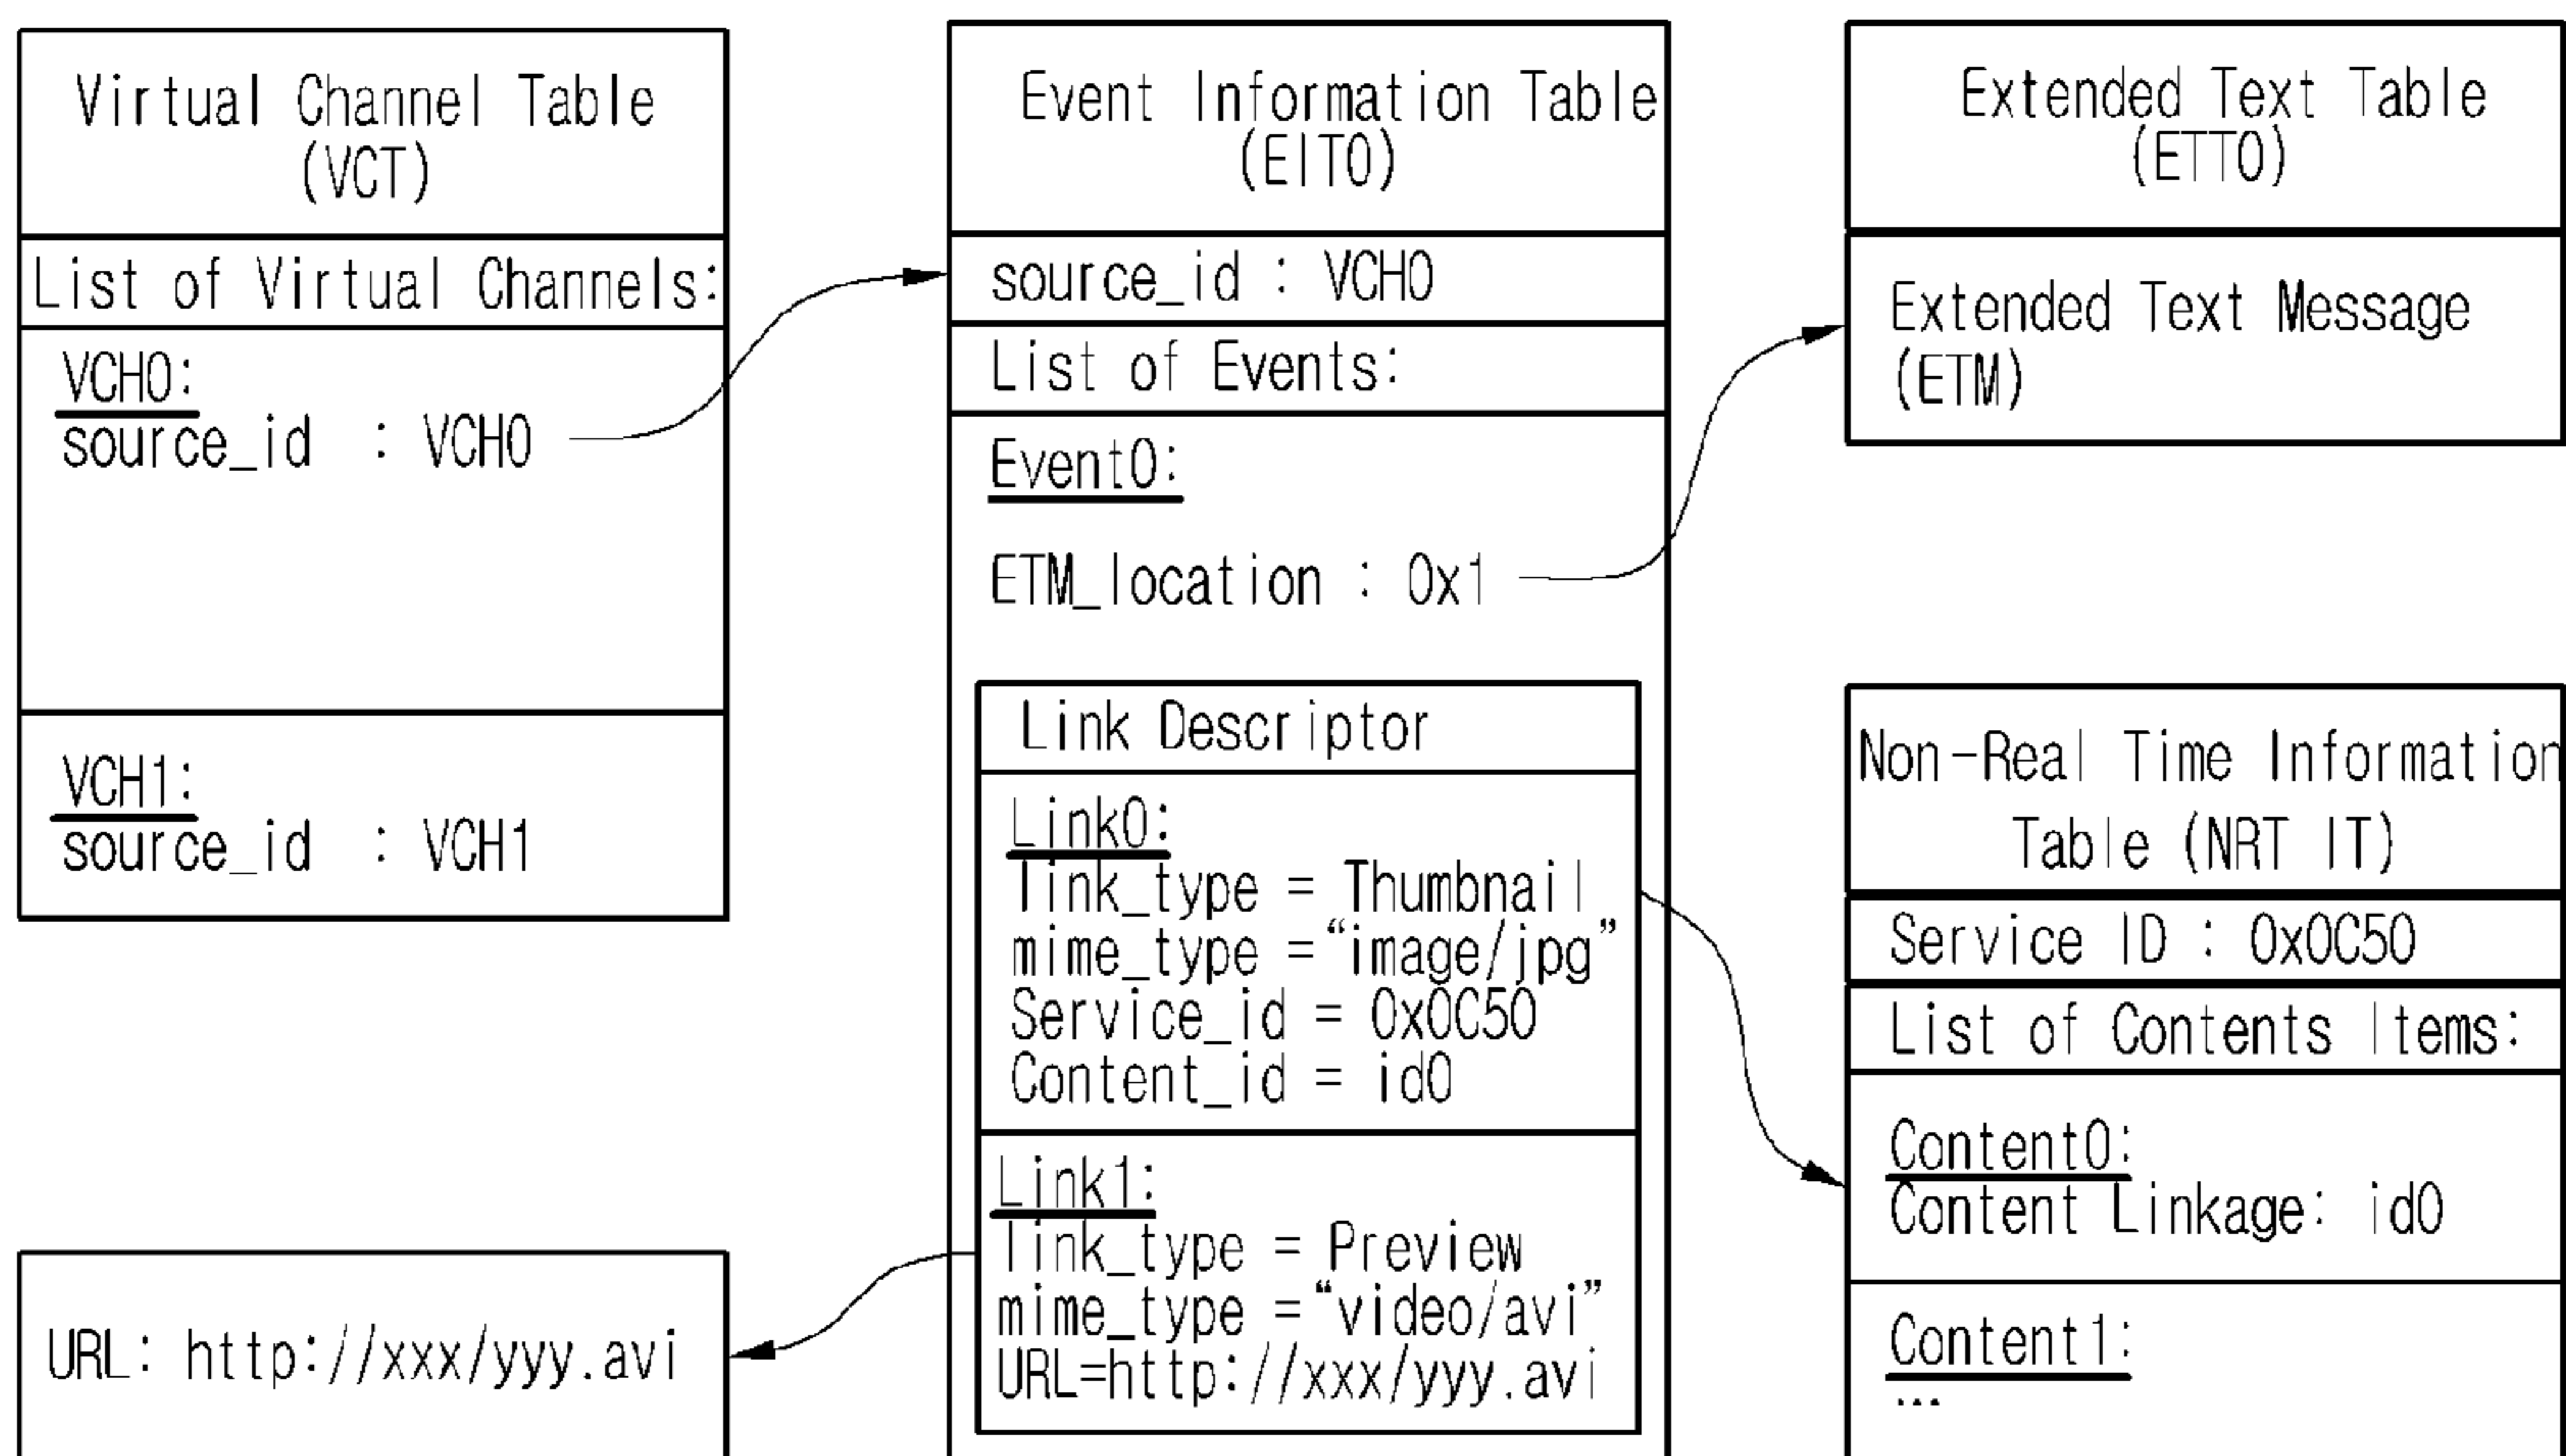 Virtual Channel Table
(VCT)
List of Virtual Channels:
VCH0:
source_id : VCH0
VCH1:
source_id : VCH1
URL: http://xxx/yyy.avi
Event Information Table
(EIT0)
source_id : VCH0
List of Events:
Event0:
ETM_location : 0x1
Link Descriptor
Link0:
link_type = Thumbnail
mime_type =“image/jpg”
Service_id = 0x0C50
Content_id = id0
Link1:
link_type = Preview
mime_type =“video/avi”
URL=http://xxx/yyy.avi
Extended Text Table
(ETT0)
Extended Text Message
(ETM)
Non-Real Time Information
Table (NRT IT)
Service ID : 0x0C50
List of Contents Items:
Content0:
Content Linkage: id0
Content1:
...